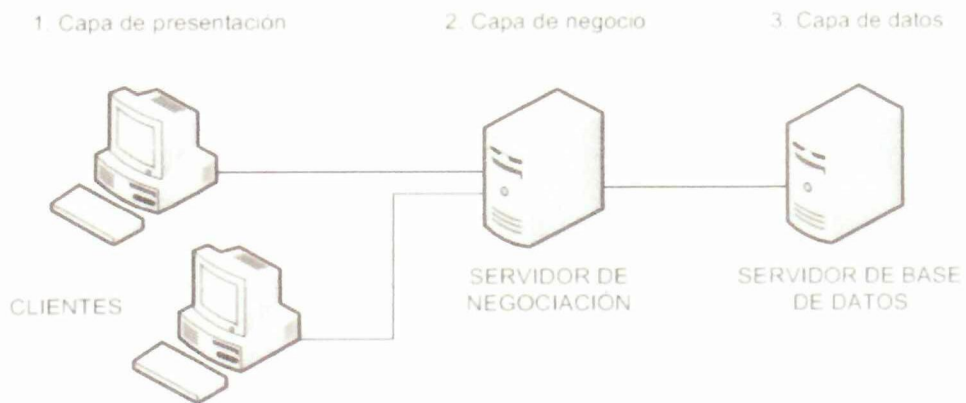 1. Capa de presentación
2. Capa de negocio
3. Capa de datos
SERVIDOR DE
NEGOCIACIÓN
SERVIDOR DE BASE
DE DATOS
CLIENTES